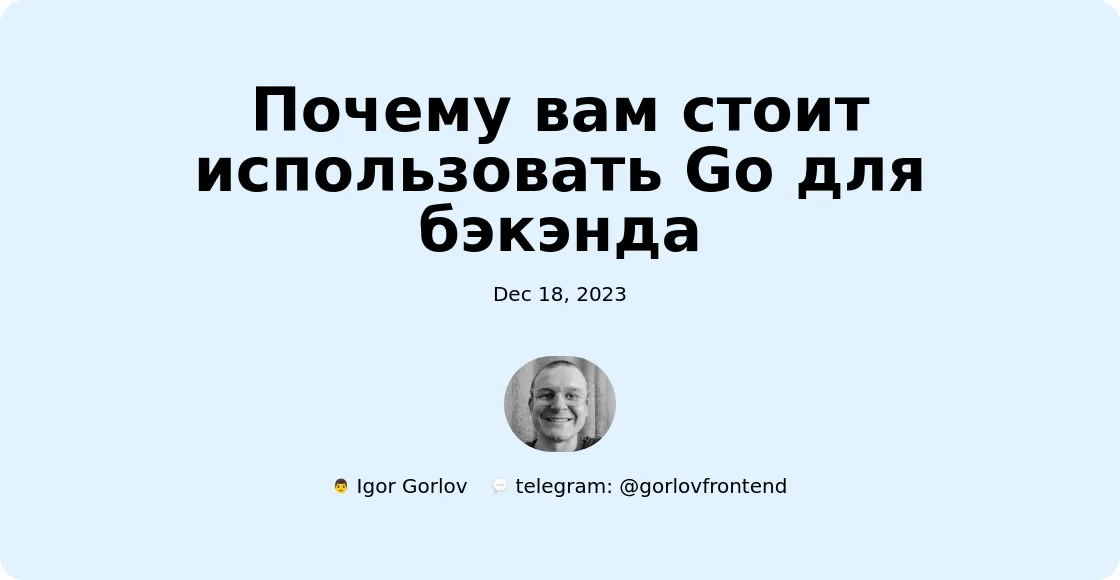 Почему вам стоит
использовать Go для
бэкэнда
Dec 18, 2023
Igor Gorlov telegram: @gorlovfrontend